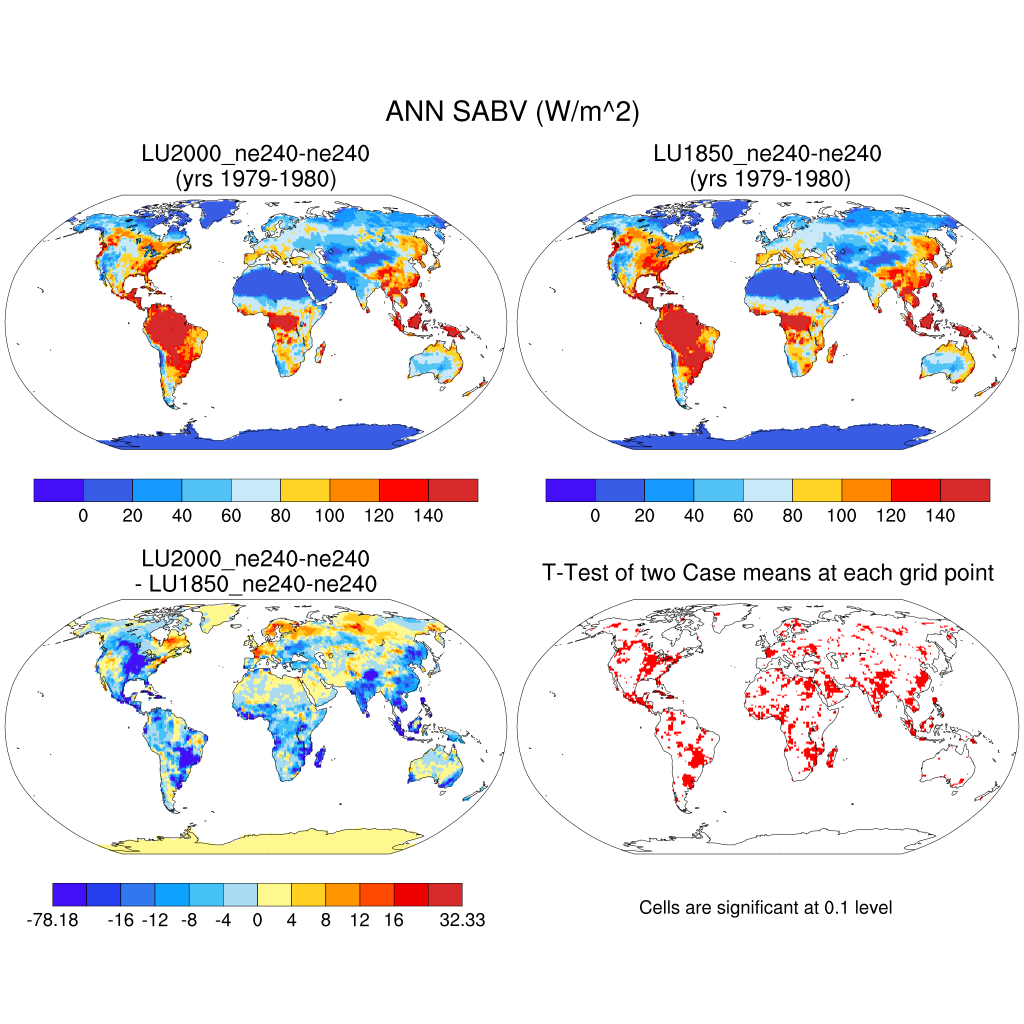 ANN SABV (W/m^2)
LU2000_ne240-ne240
(yrs 1979-1980)
LU1850_ne240-ne240
(yrs 1979-1980)
0 20 40 60 80 100 120 140
0 20 40 60 80 100 120 140
LU2000_ne240-ne240
- LU1850_ne240-ne240
T-Test of two Case means at each grid point
-78.18 -16 -12 -8 -4 0 4 8 12 16 32.33
Cells are significant at 0.1 level